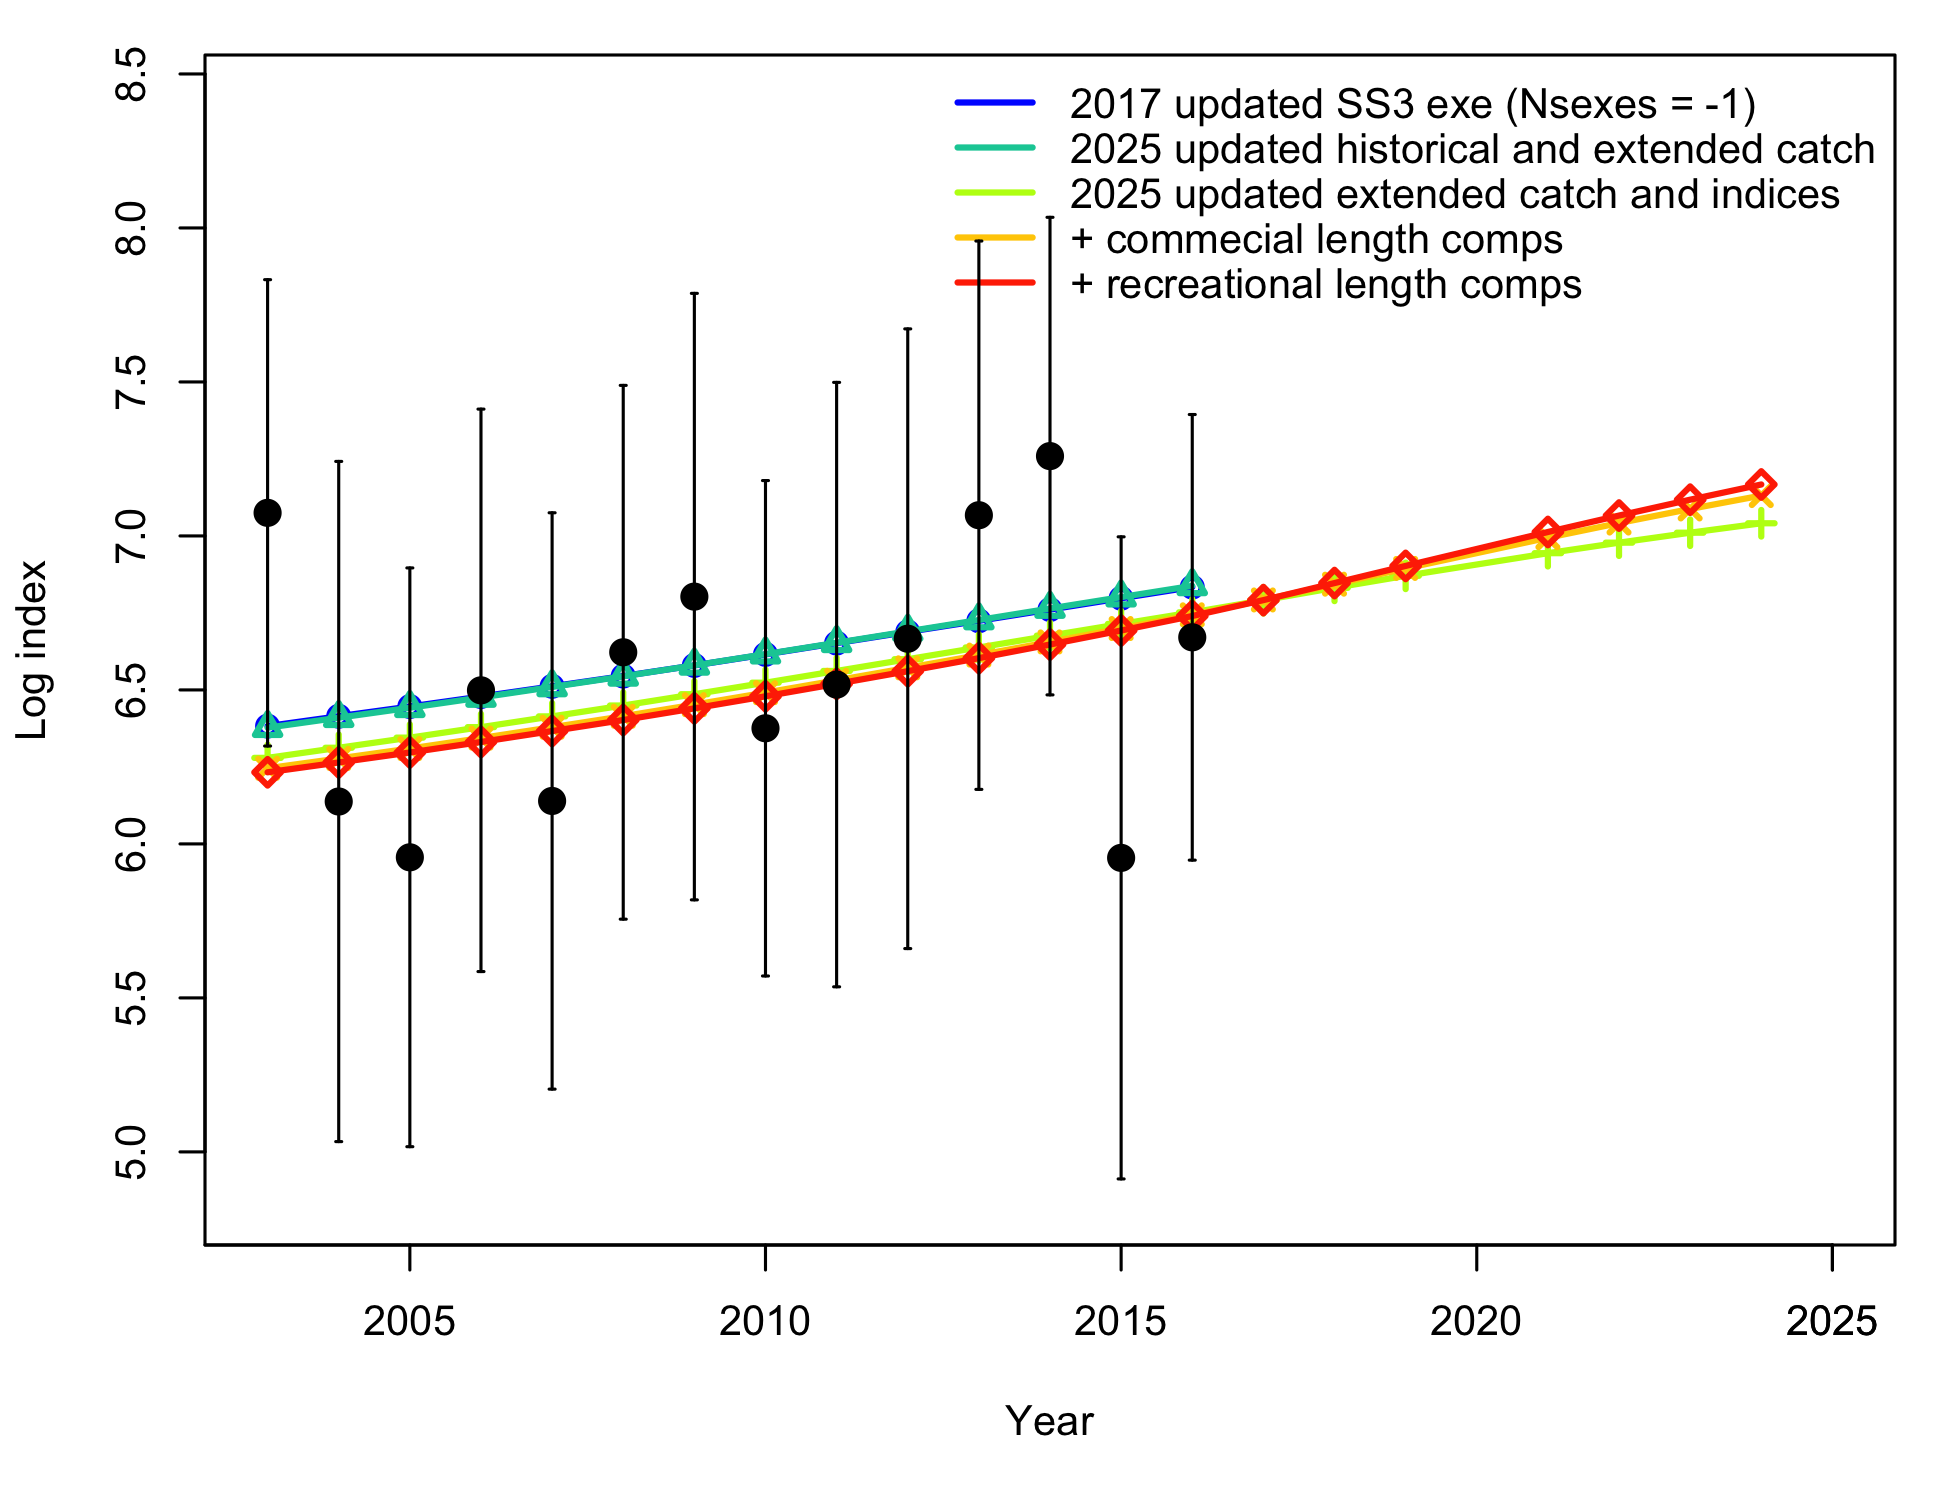 8.5
8.0
7.5
7.0
6.5
6.0
5.5
5.0
Log index
2017 updated SS3 exe (Nsexes = -1)
2025 updated historical and extended catch
2025 updated extended catch and indices
+ commecial length comps
+ recreational length comps
2005
2010
2015
2020
2025
Year